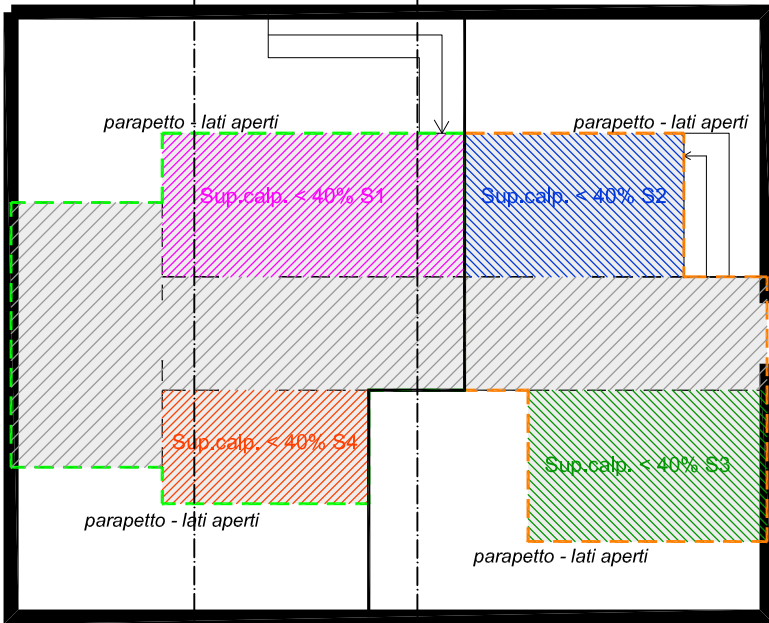 parapetto - lati aperti
parapetto - lati aperti
Sup.calp. < 40% S1
Sup.calp. < 40% S2
Sup.calp. < 40% S4
Sup.calp. < 40% S3
parapetto - lati aperti
parapetto - lati aperti